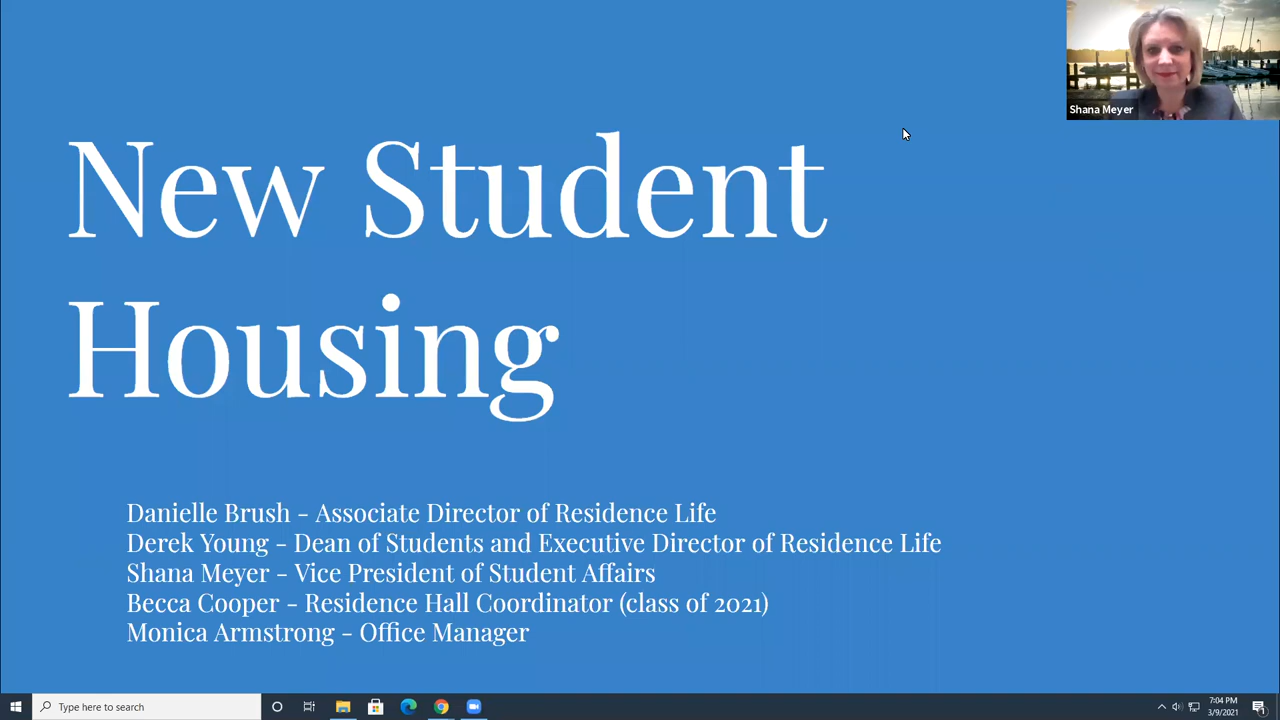 Shana Meyer
New Student
Housing
Danielle Brush - Associate Director of Residence Life
Derek Young - Dean of Students and Executive Director of Residence Life
Shana Meyer - Vice President of Student Affairs
Becca Cooper - Residence Hall Coordinator (class of 2021)
Monica Armstrong - Office Manager
Type here to search
7:04 PM
3/9/2021
1